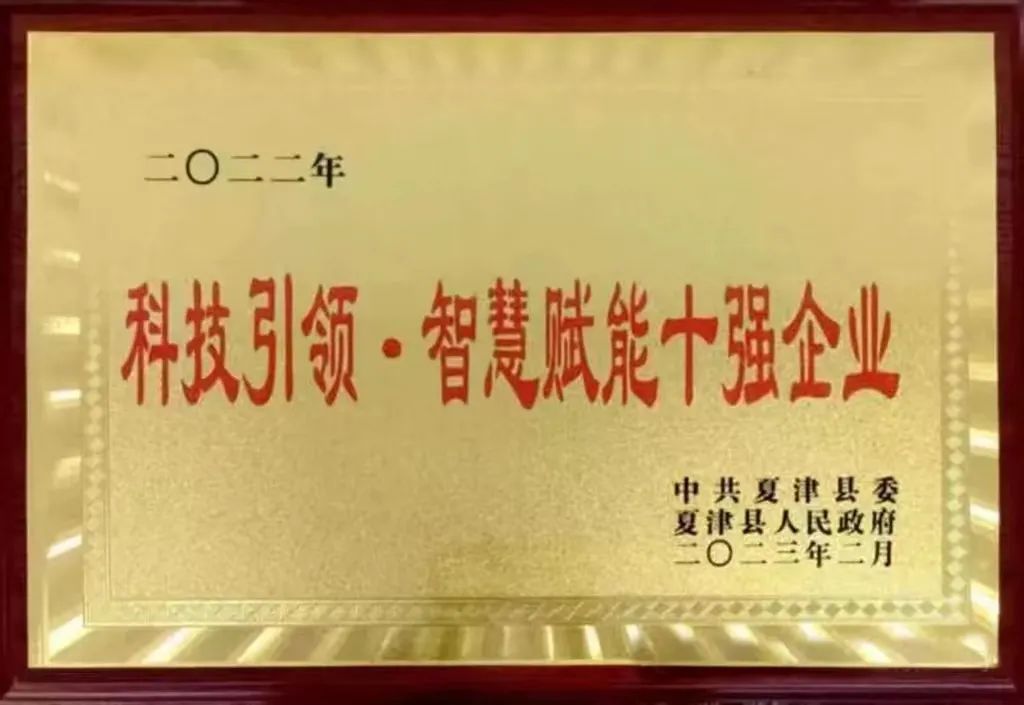 二〇二二年
科技引领·智慧赋能十强企业
中共夏津县委
夏津县人民政府
二〇二三年二月